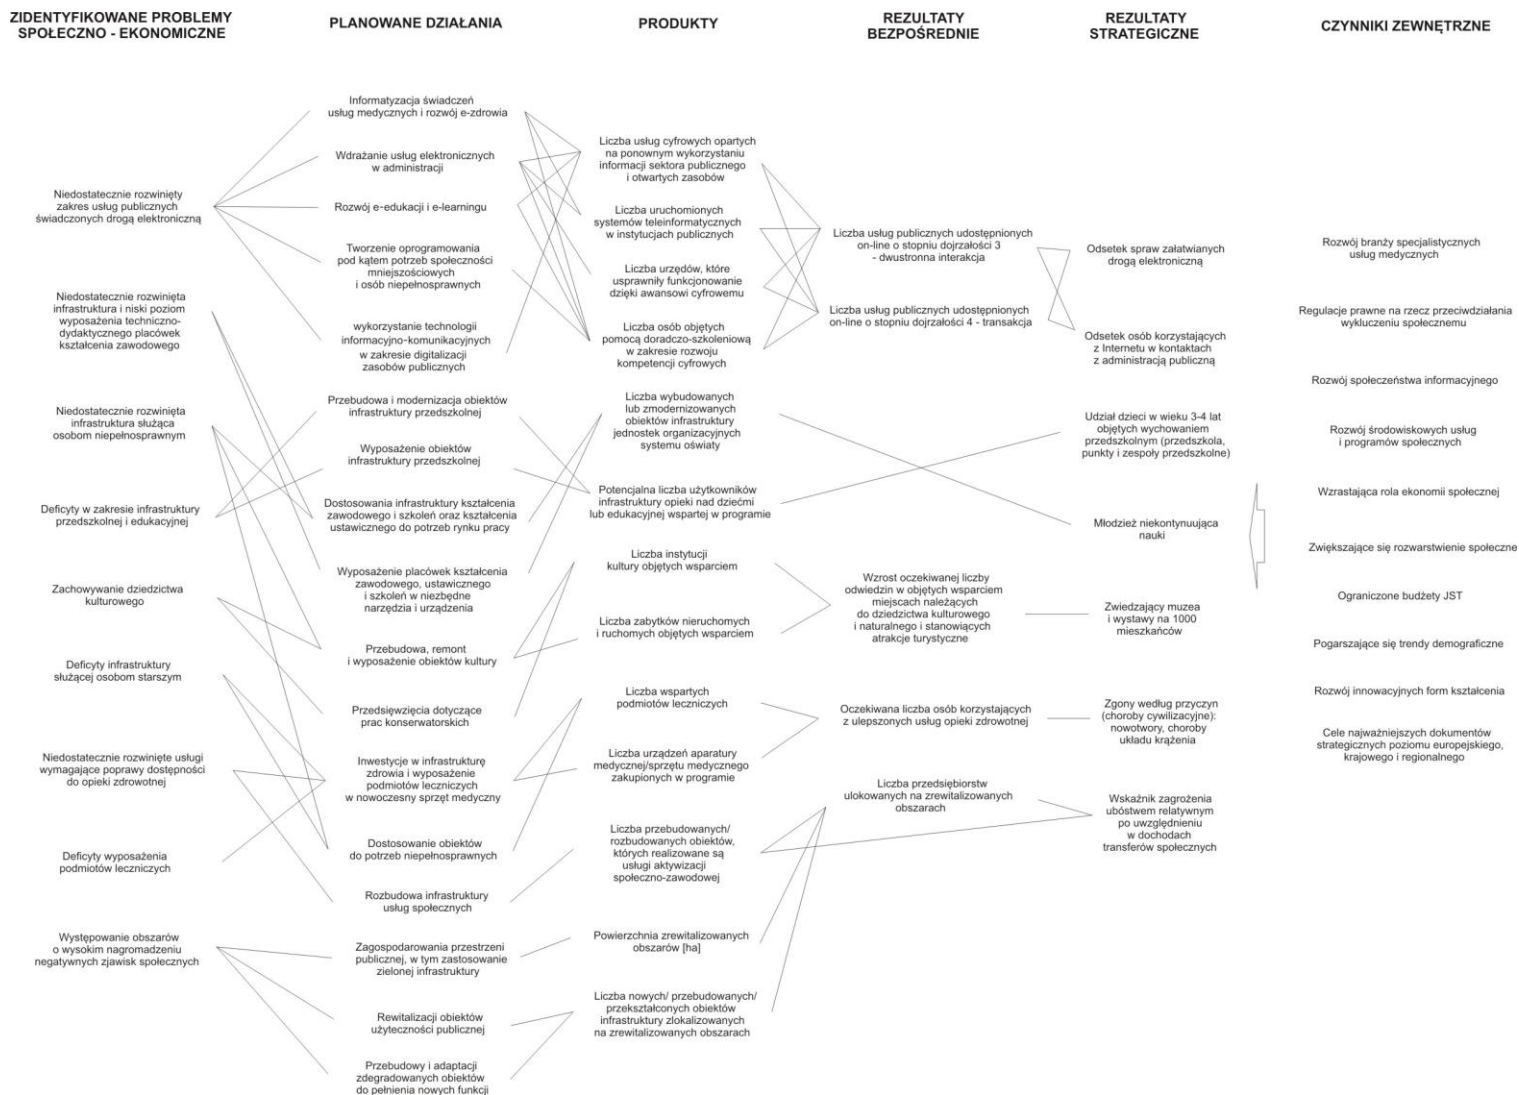 ZIDENTYFIKOWANE PROBLEMY
SPOŁECZNO - EKONOMICZNE
PLANOWANE DZIAŁANIA
PRODUKTY
REZULTATY
BEZPOŚREDNIE
REZULTATY
STRATEGICZNE
CZYNNIKI ZEWNĘTRZNE
Niedostatecznie rozwinięty
zakres usług publicznych
świadczonych drogą elektroniczną
Niedostatecznie rozwinięta
infrastruktura i niski poziom
wyposażenia techniczno-
dydaktycznego placówek
kształcenia zawodowego
Niedostatecznie rozwinięta
infrastruktura służąca
osobom niepełnosprawnym
Deficyty w zakresie infrastruktury
przedszkolnej i edukacyjnej
Zachowywanie dziedzictwa
kulturowego
Deficyty infrastruktury
służącej osobom starszym
Niedostatecznie rozwinięte usługi
wymagające poprawy dostępności
do opieki zdrowotnej
Deficyty wyposażenia
podmiotów leczniczych
Występowanie obszarów
o wysokim nagromadzeniu
negatywnych zjawisk społecznych
Informatyzacja świadczeń
usług medycznych i rozwój e-zdrowia
Wdrażanie usług elektronicznych
w administracji
Rozwój e-edukacji i e-learningu
Tworzenie oprogramowania
pod kątem potrzeb społeczności
mniejszościowych
i osób niepełnosprawnych
wykorzystanie technologii
informacyjno-komunikacyjnych
w zakresie digitalizacji
zasobów publicznych
Przebudowa i modernizacja obiektów
infrastruktury przedszkolnej
Wyposażenie obiektów
infrastruktury przedszkolnej
Dostosowania infrastruktury kształcenia
zawodowego i szkoleń oraz kształcenia
ustawicznego do potrzeb rynku pracy
Wyposażenie placówek kształcenia
zawodowego, ustawicznego
i szkoleń w niezbędne
narzędzia i urządzenia
Przebudowa, remont
i wyposażenie obiektów kultury
Przedsięwzięcia dotyczące
prac konserwatorskich
Inwestycje w infrastrukturę
zdrowia i wyposażenie
podmiotów leczniczych
w nowoczesny sprzęt medyczny
Dostosowanie obiektów
do potrzeb niepełnosprawnych
Rozbudowa infrastruktury
usług społecznych
Zagospodarowania przestrzeni
publicznej, w tym zastosowanie
zielonej infrastruktury
Rewitalizacji obiektów
użyteczności publicznej
Przebudowy i adaptacji
zdegradowanych obiektów
do pełnienia nowych funkcji
Liczba usług cyfrowych opartych
na ponownym wykorzystaniu
informacji sektora publicznego
i otwartych zasobów
Liczba uruchomionych
systemów teleinformatycznych
w instytucjach publicznych
Liczba urzędów, które
usprawniły funkcjonowanie
dzięki awansowi cyfrowemu
Liczba osób objętych
pomocą doradczo-szkoleniową
w zakresie rozwoju
kompetencji cyfrowych
Liczba wybudowanych
lub zmodernizowanych
obiektów infrastruktury
jednostek organizacyjnych
systemu oświaty
Potencjalna liczba użytkowników
infrastruktury opieki nad dziećmi
lub edukacyjnej wspartej w programie
Liczba instytucji
kultury objętych wsparciem
Liczba zabytków nieruchomych
i ruchomych objętych wsparciem
Liczba wspartych
podmiotów leczniczych
Liczba urządzeń aparatury
medycznej/sprzętu medycznego
zakupionych w programie
Liczba przebudowanych/
rozbudowanych obiektów,
których realizowane są
usługi aktywizacji
społeczno-zawodowej
Powierzchnia zrewitalizowanych
obszarów [ha]
Liczba nowych/ przebudowanych/
przekształconych obiektów
infrastruktury zlokalizowanych
na zrewitalizowanych obszarach
Liczba usług publicznych udostępnionych
on-line o stopniu dojrzałości 3
- dwustronna interakcja
Liczba usług publicznych udostępnionych
on-line o stopniu dojrzałości 4 - transakcja
Wzrost oczekiwanej liczby
odwiedzin w objętych wsparciem
miejscach należących
do dziedzictwa kulturowego
i naturalnego i stanowiących
atrakcje turystyczne
Oczekiwana liczba osób korzystających
z ulepszonych usług opieki zdrowotnej
Liczba przedsiębiorstw
ulokowanych na zrewitalizowanych
obszarach
Odsetek spraw załatwianych
drogą elektroniczną
Odsetek osób korzystających
z Internetu w kontaktach
z administracją publiczną
Udział dzieci w wieku 3-4 lat
objętych wychowaniem
przedszkolnym (przedszkola,
punkty i zespoły przedszkolne)
Młodzież niekontynuująca
nauki
Zwiedzający muzea
i wystawy na 1000
mieszkańców
Zgony według przyczyn
(choroby cywilizacyjne):
nowotwory, choroby
układu krążenia
Wskaźnik zagrożenia
ubóstwem relatywnym
po uwzględnieniu
w dochodach
transferów społecznych
Rozwój branży specjalistycznych
usług medycznych
Regulacje prawne na rzecz przeciwdziałania
wykluczeniu społecznemu
Rozwój społeczeństwa informacyjnego
Rozwój środowiskowych usług
i programów społecznych
Wzrastająca rola ekonomii społecznej
Zwiększające się rozwarstwienie społeczne
Ograniczone budżety JST
Pogarszające się trendy demograficzne
Rozwój innowacyjnych form kształcenia
Cele najważniejszych dokumentów
strategicznych poziomu europejskiego,
krajowego i regionalnego